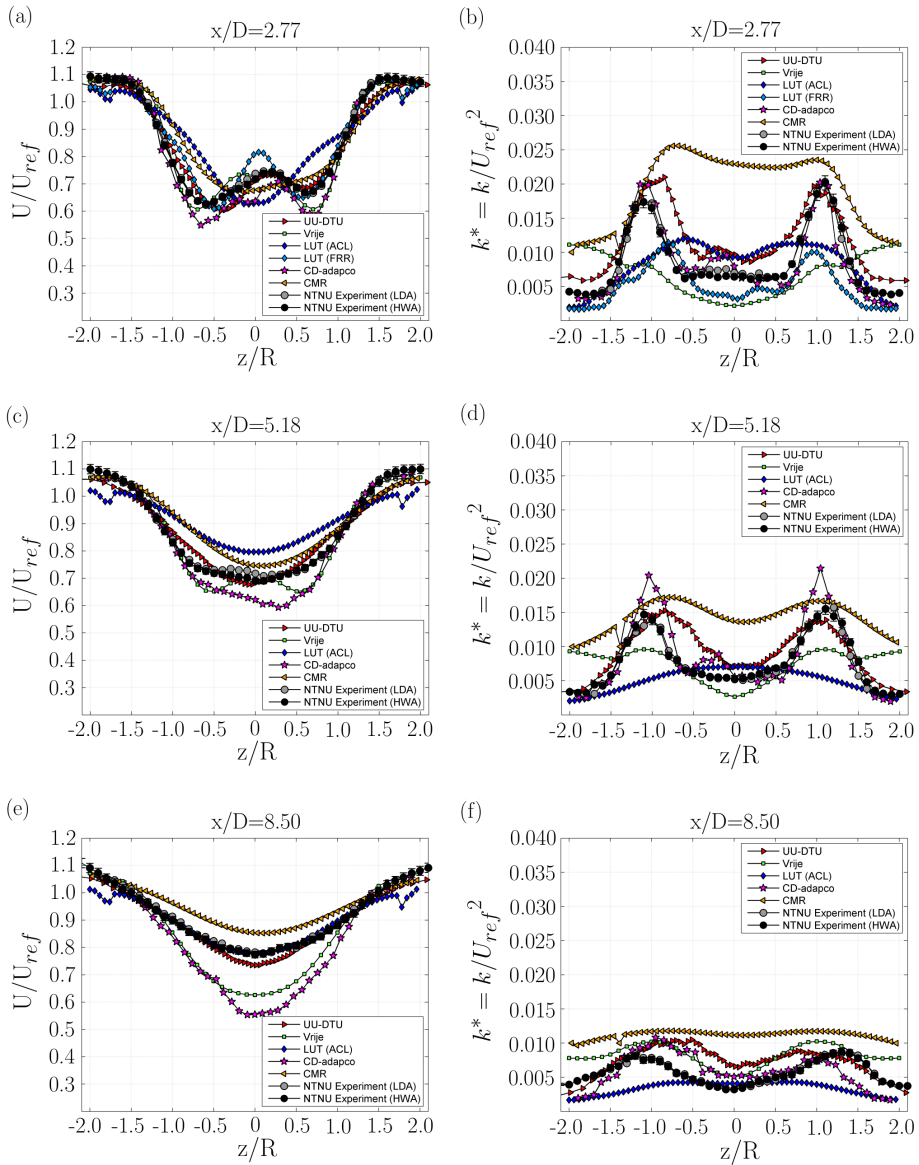 (a)
x/D=2.77
U/U_ref
1.2
1.1
1.0
0.9
0.8
0.7
0.6
0.5
0.4
0.3
UU-DTU
Vrije
LUT (ACL)
LUT (FRR)
CD-adapco
CMR
NTNU Experiment (LDA)
NTNU Experiment (HWA)
-2.0 -1.5 -1.0 -0.5 0 0.5 1.0 1.5 2.0
z/R
(b)
x/D=2.77
k* = k/U_ref^2
0.040
0.035
0.030
0.025
0.020
0.015
0.010
0.005
UU-DTU
Vrije
LUT (ACL)
LUT (FRR)
CD-adapco
CMR
NTNU Experiment (LDA)
NTNU Experiment (HWA)
-2.0 -1.5 -1.0 -0.5 0.0 0.5 1.0 1.5 2.0
z/R
(c)
x/D=5.18
U/U_ref
1.2
1.1
1.0
0.9
0.8
0.7
0.6
0.5
0.4
0.3
UU-DTU
Vrije
LUT (ACL)
CD-adapco
CMR
NTNU Experiment (LDA)
NTNU Experiment (HWA)
-2.0 -1.5 -1.0 -0.5 0 0.5 1.0 1.5 2.0
z/R
(d)
x/D=5.18
k* = k/U_ref^2
0.040
0.035
0.030
0.025
0.020
0.015
0.010
0.005
UU-DTU
Vrije
LUT (ACL)
CD-adapco
CMR
NTNU Experiment (LDA)
NTNU Experiment (HWA)
-2.0 -1.5 -1.0 -0.5 0.0 0.5 1.0 1.5 2.0
z/R
(e)
x/D=8.50
U/U_ref
1.2
1.1
1.0
0.9
0.8
0.7
0.6
0.5
0.4
0.3
UU-DTU
Vrije
LUT (ACL)
CD-adapco
CMR
NTNU Experiment (LDA)
NTNU Experiment (HWA)
-2.0 -1.5 -1.0 -0.5 0 0.5 1.0 1.5 2.0
z/R
(f)
x/D=8.50
k* = k/U_ref^2
0.040
0.035
0.030
0.025
0.020
0.015
0.010
0.005
UU-DTU
Vrije
LUT (ACL)
CD-adapco
CMR
NTNU Experiment (LDA)
NTNU Experiment (HWA)
-2.0 -1.5 -1.0 -0.5 0.0 0.5 1.0 1.5 2.0
z/R